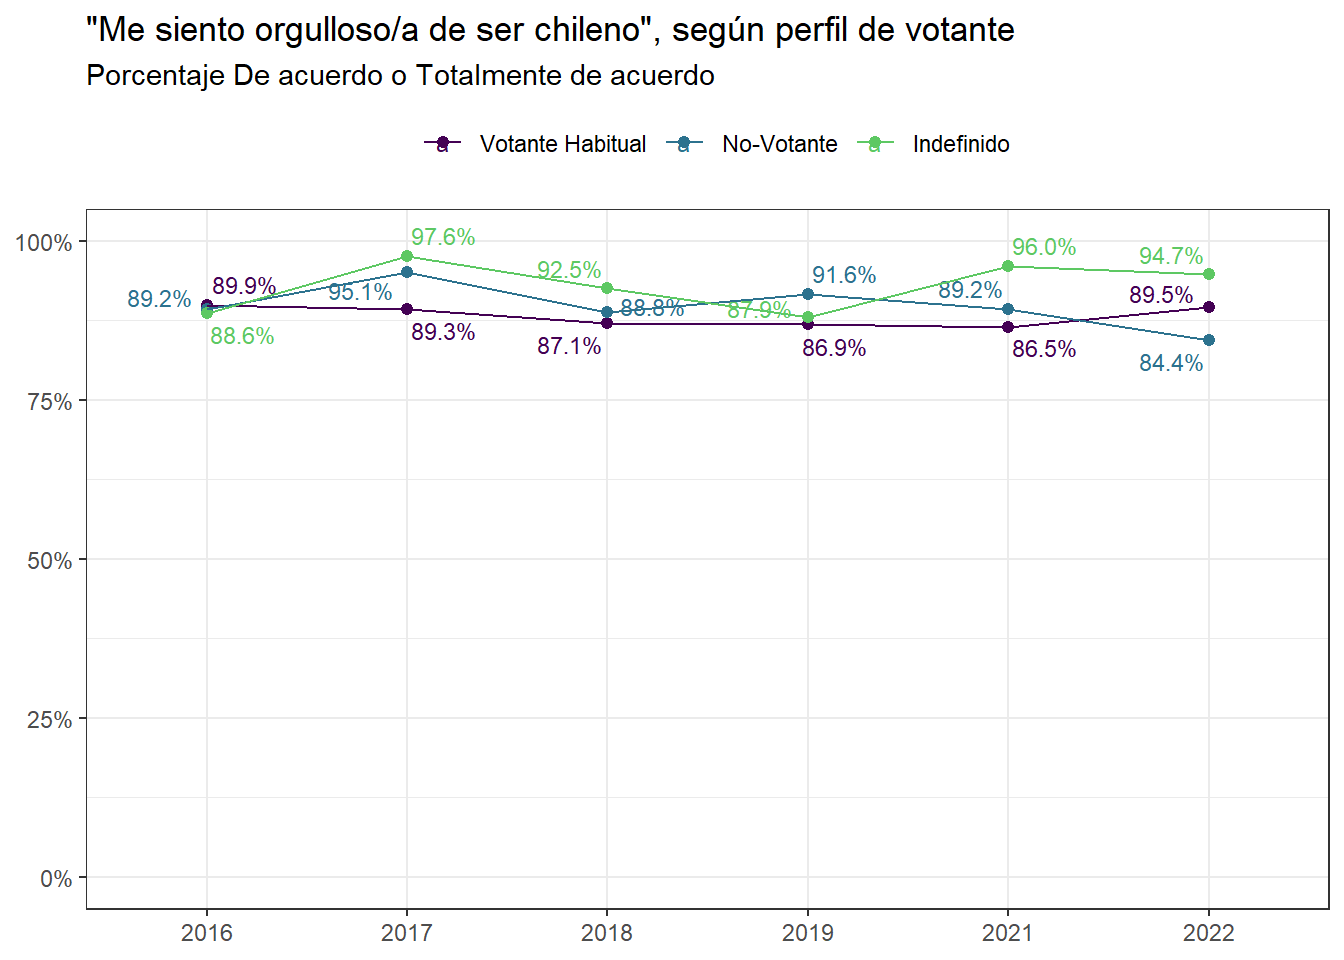 "Me siento orgulloso/a de ser chileno", según perfil de votante
Porcentaje De acuerdo o Totalmente de acuerdo
a Votante Habitual a No-Votante a Indefinido
100%
75%
50%
25%
0%
89.2% 89.9% 88.6%
95.1% 97.6% 89.3%
92.5% 88.8% 87.1%
87.9% 91.6% 86.9%
89.2% 96.0% 86.5%
94.7% 89.5% 84.4%
2016 2017 2018 2019 2021 2022